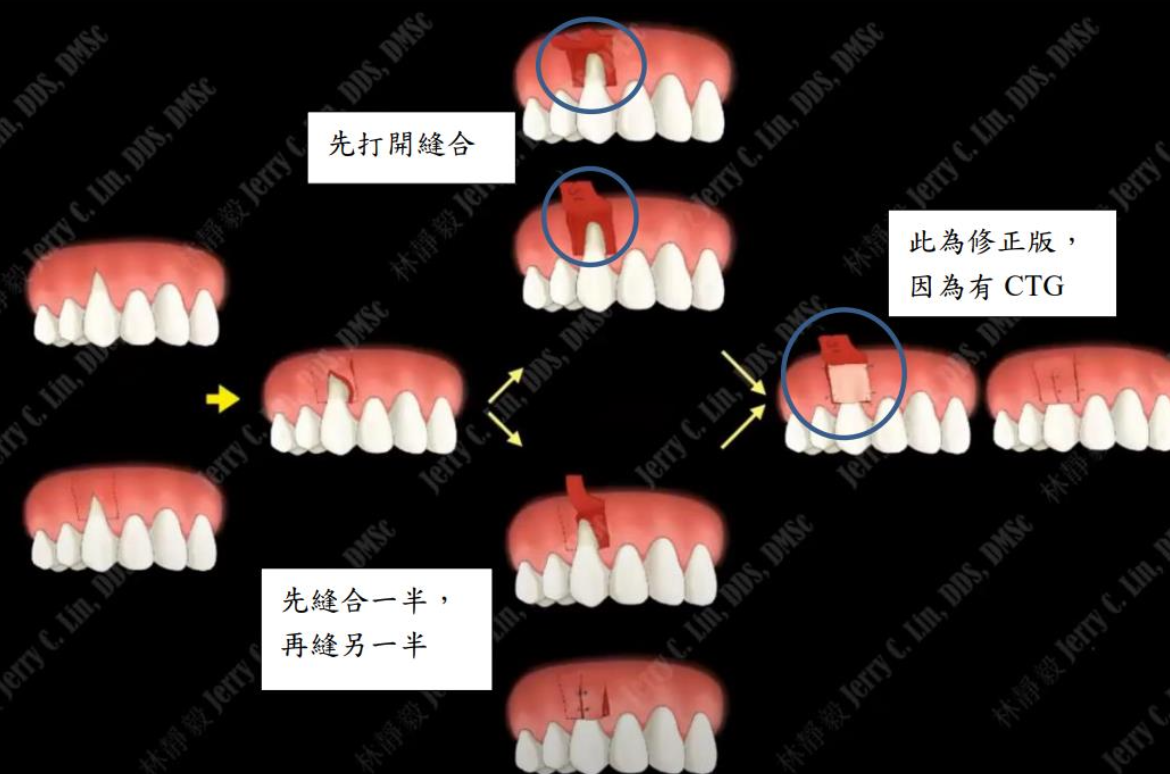 先打開縫合
此為修正版，
因為有 CTG
先縫合一半，
再縫另一半
林靜毅 Jerry C. Lin, DDS, DMSc